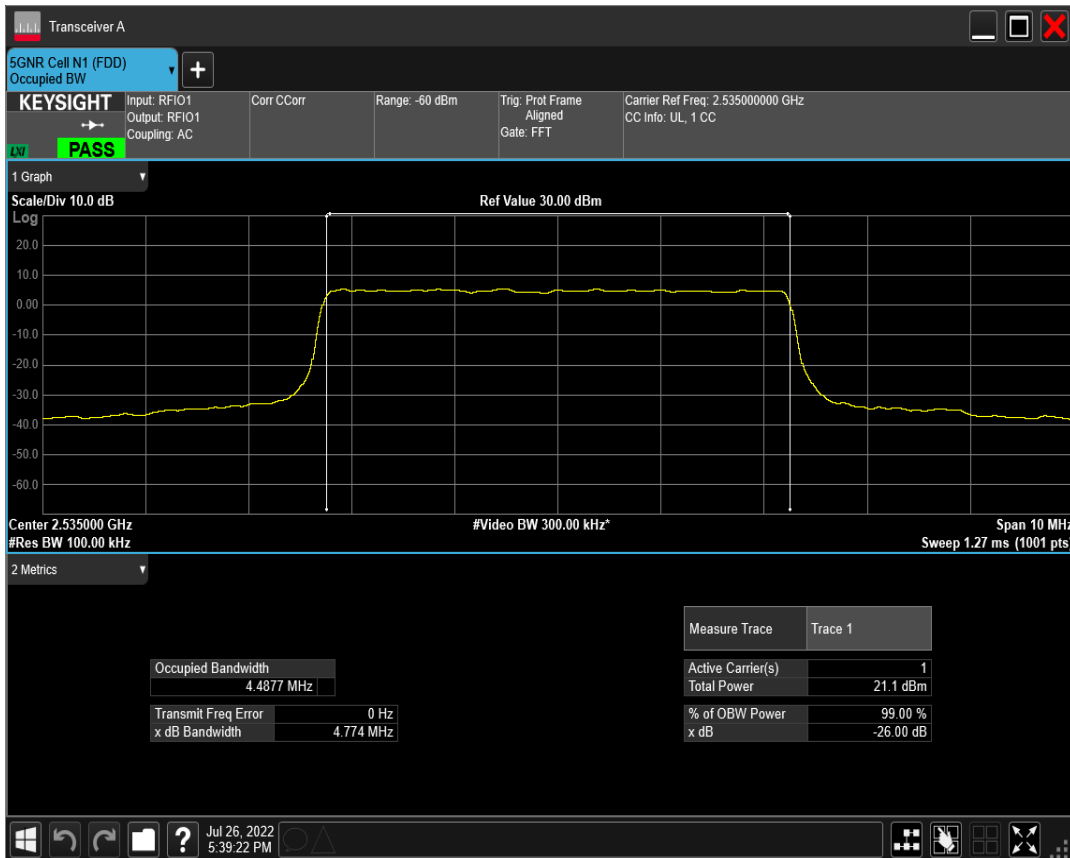 Transceiver A
5GNR Cell N1 (FDD)
Occupied BW
+
KEYSIGHT
LXI
PASS
Input: RFIO1
Output: RFIO1
Coupling: AC
Corr CCorr
Range: -60 dBm
Trig: Prot Frame
Aligned
Gate: FFT
Carrier Ref Freq: 2.535000000 GHz
CC Info: UL, 1 CC
1 Graph
Scale/Div 10.0 dB
Ref Value 30.00 dBm
Log
20.0
10.0
0.00
-10.0
-20.0
-30.0
-40.0
-50.0
-60.0
Center 2.535000 GHz
#Video BW 300.00 kHz*
Span 10 MHz
#Res BW 100.00 kHz
Sweep 1.27 ms (1001 pts)
2 Metrics
Measure Trace Trace 1
Occupied Bandwidth
4.4877 MHz
Transmit Freq Error 0 Hz
x dB Bandwidth 4.774 MHz
Active Carrier(s) 1
Total Power 21.1 dBm
% of OBW Power 99.00 %
x dB -26.00 dB
?
Jul 26, 2022
5:39:22 PM